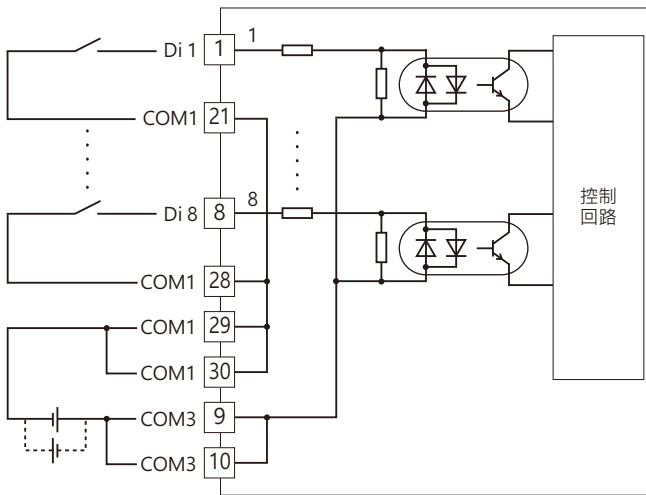 Di 1 1 1
COM1 21
Di 8 8 8
控制
回路
COM1 28
COM1 29
COM1 30
COM3 9
COM3 10